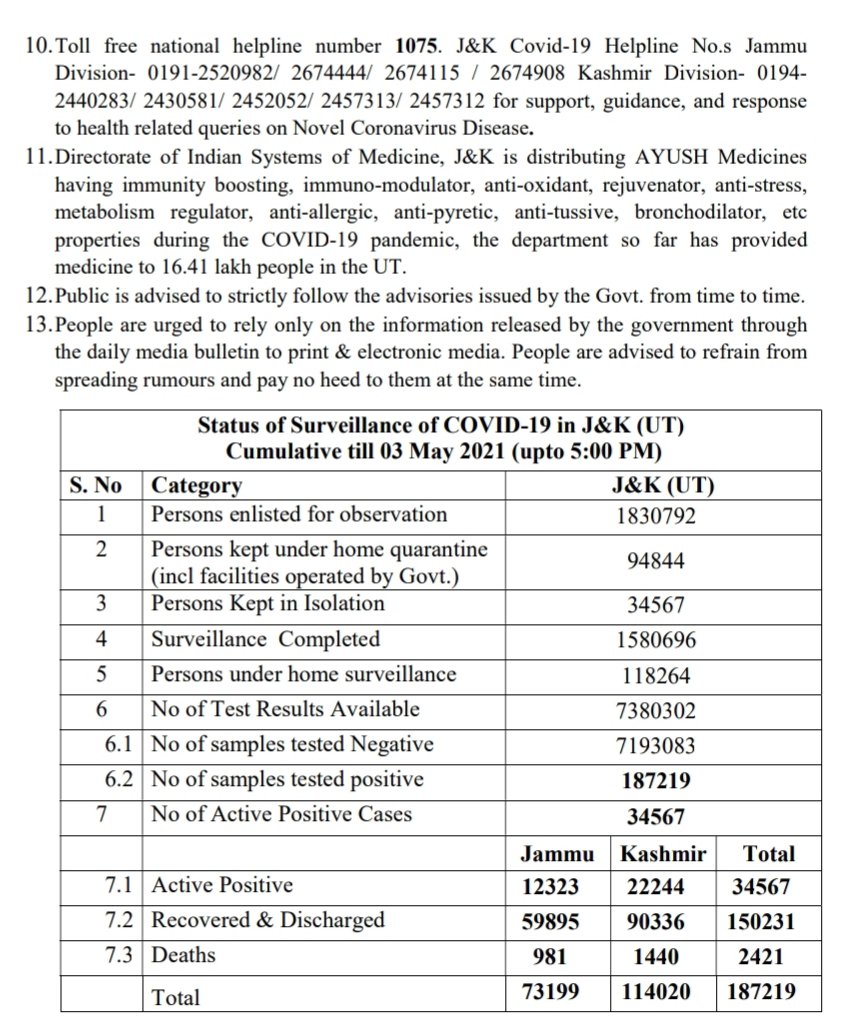 10.Toll free national helpline number 1075. J&K Covid-19 Helpline No.s Jammu
Division- 0191-2520982/ 2674444/ 2674115 / 2674908 Kashmir Division- 0194-
2440283/ 2430581/ 2452052/ 2457313/ 2457312 for support, guidance, and response
to health related queries on Novel Coronavirus Disease.
11.Directorate of Indian Systems of Medicine, J&K is distributing AYUSH Medicines
having immunity boosting, immuno-modulator, anti-oxidant, rejuvenator, anti-stress,
metabolism regulator, anti-allergic, anti-pyretic, anti-tussive, bronchodilator, etc
properties during the COVID-19 pandemic, the department so far has provided
medicine to 16.41 lakh people in the UT.
12.Public is advised to strictly follow the advisories issued by the Govt. from time to time.
13.People are urged to rely only on the information released by the government through
the daily media bulletin to print & electronic media. People are advised to refrain from
spreading rumours and pay no heed to them at the same time.
Status of Surveillance of COVID-19 in J&K (UT)
Cumulative till 03 May 2021 (upto 5:00 PM)
S. No Category J&K (UT)
1 Persons enlisted for observation 1830792
2 Persons kept under home quarantine
(incl facilities operated by Govt.) 94844
3 Persons Kept in Isolation 34567
4 Surveillance Completed 1580696
5 Persons under home surveillance 118264
6 No of Test Results Available 7380302
6.1 No of samples tested Negative 7193083
6.2 No of samples tested positive 187219
7 No of Active Positive Cases 34567
Jammu Kashmir Total
7.1 Active Positive 12323 22244 34567
7.2 Recovered & Discharged 59895 90336 150231
7.3 Deaths 981 1440 2421
Total 73199 114020 187219